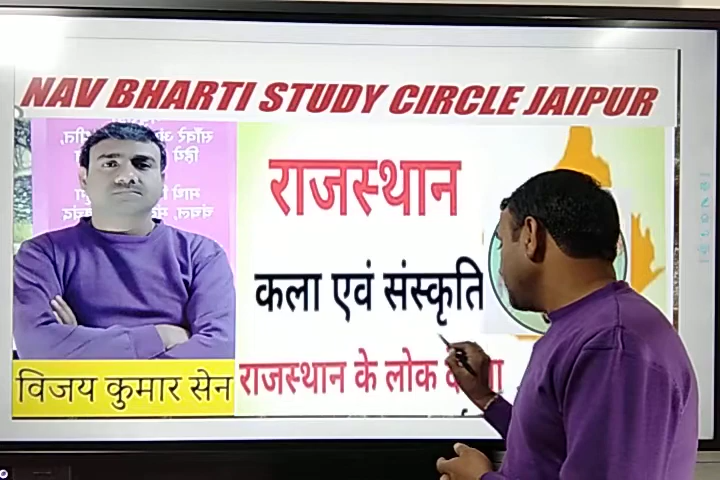 NAV BHARTI STUDY CIRCLE JAIPUR
राजस्थान
कला एवं संस्कृति
विजय कुमार सेन
राजस्थान के लोक